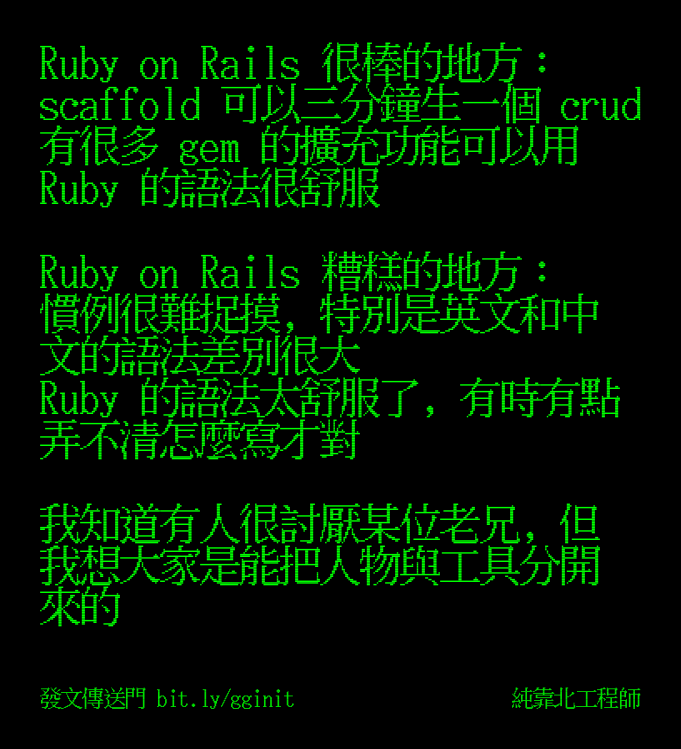 Ruby on Rails 很棒的地方：
scaffold 可以三分鐘生一個 crud
有很多 gem 的擴充功能可以用
Ruby 的語法很舒服
Ruby on Rails 糟糕的地方：
慣例很難捉摸，特別是英文和中
文的語法差別很大
Ruby 的語法太舒服了，有時有點
弄不清怎麼寫才對
我知道有人很討厭某位老兄，但
我想大家是能把人物與工具分開
來的
發文傳送門 bit.ly/gginit
純靠北工程師